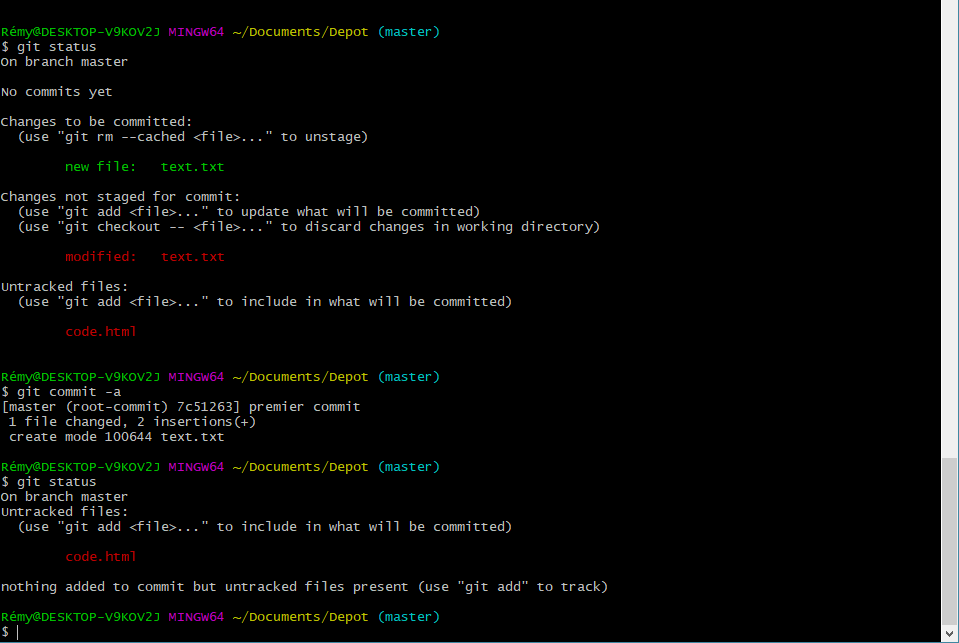 Rémy@DESKTOP-V9KOV2J MINGW64 ~/Documents/Depot (master)
$ git status
On branch master
No commits yet
Changes to be committed:
  (use "git rm --cached <file>..." to unstage)
        new file:   text.txt
Changes not staged for commit:
  (use "git add <file>..." to update what will be committed)
  (use "git checkout -- <file>..." to discard changes in working directory)
        modified:   text.txt
Untracked files:
  (use "git add <file>..." to include in what will be committed)
        code.html
Rémy@DESKTOP-V9KOV2J MINGW64 ~/Documents/Depot (master)
$ git commit -a
[master (root-commit) 7c51263] premier commit
 1 file changed, 2 insertions(+)
 create mode 100644 text.txt
Rémy@DESKTOP-V9KOV2J MINGW64 ~/Documents/Depot (master)
$ git status
On branch master
Untracked files:
  (use "git add <file>..." to include in what will be committed)
        code.html
nothing added to commit but untracked files present (use "git add" to track)
Rémy@DESKTOP-V9KOV2J MINGW64 ~/Documents/Depot (master)
$